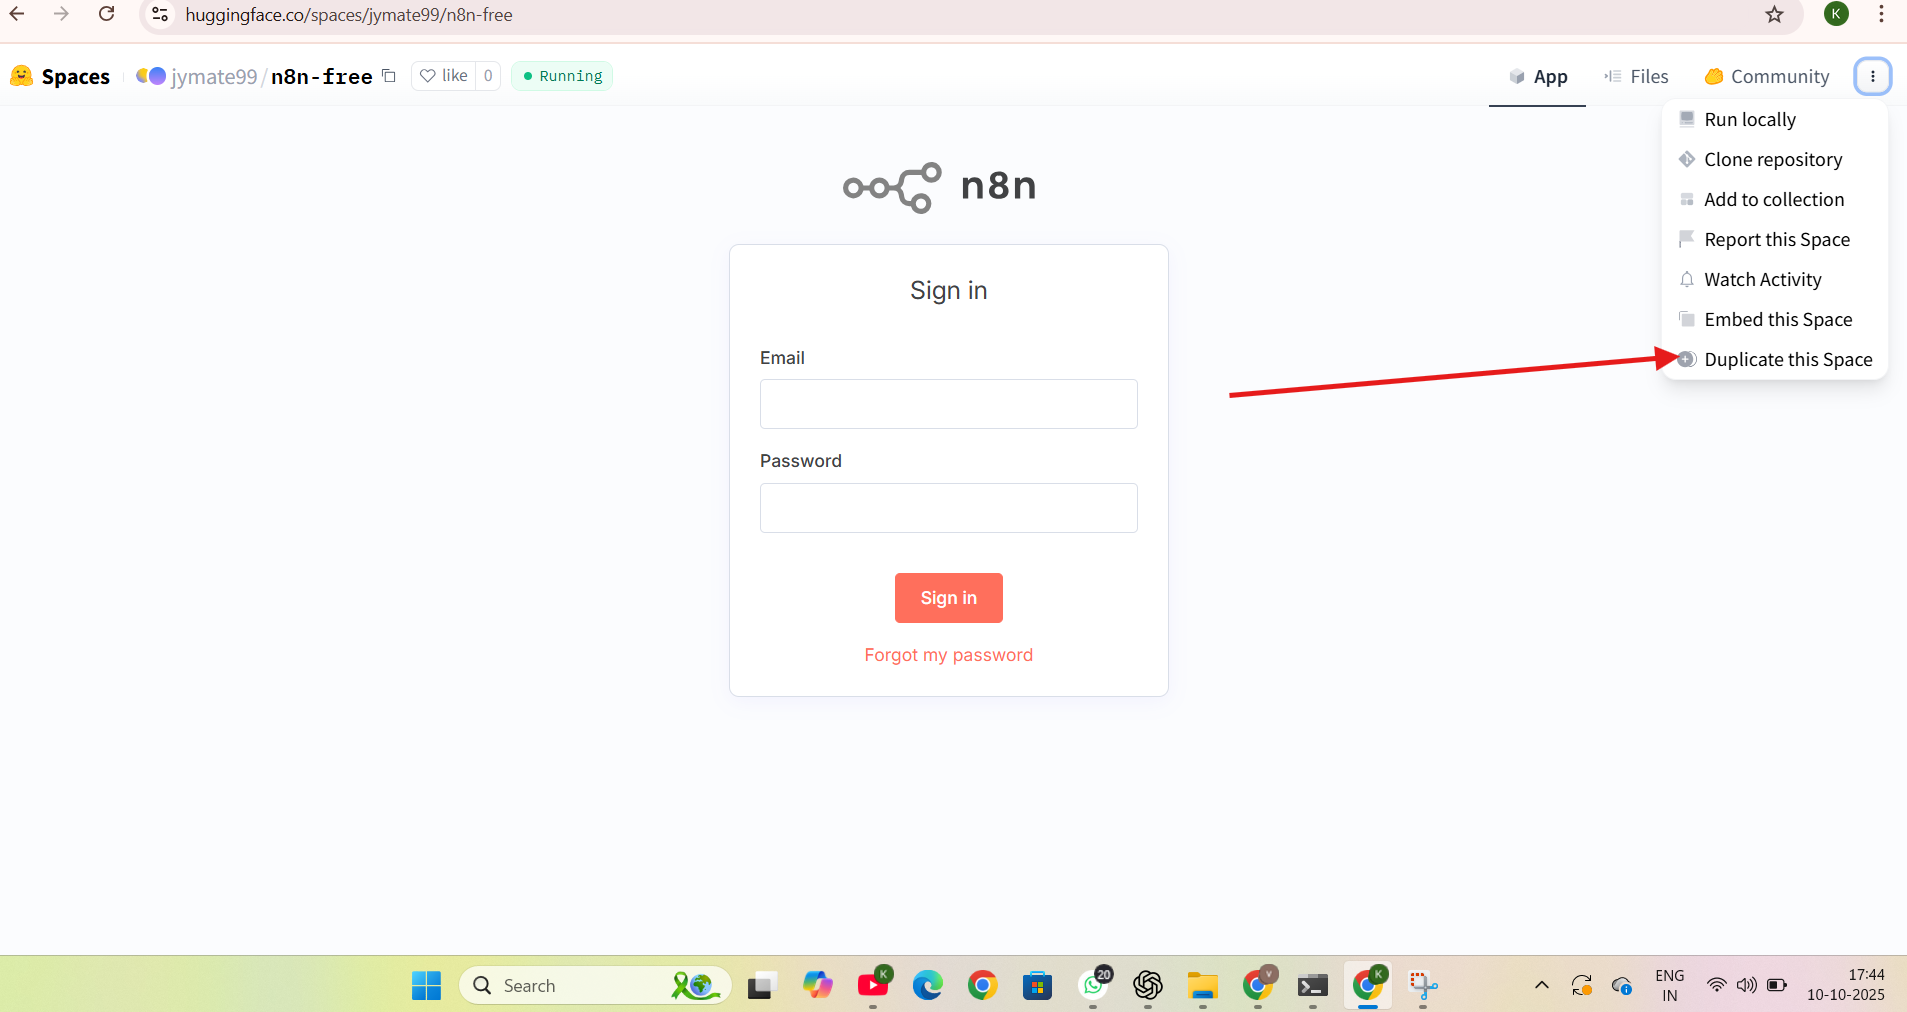 huggingface.co/spaces/jymate99/n8n-free
K
Spaces
jymate99/n8n-free
like
0
Running
App
Files
Community
Run locally
Clone repository
Add to collection
Report this Space
Watch Activity
Embed this Space
Duplicate this Space
n8n
Sign in
Email
Password
Sign in
Forgot my password
Search
K
20
V
K
ENG
IN
17:44
10-10-2025